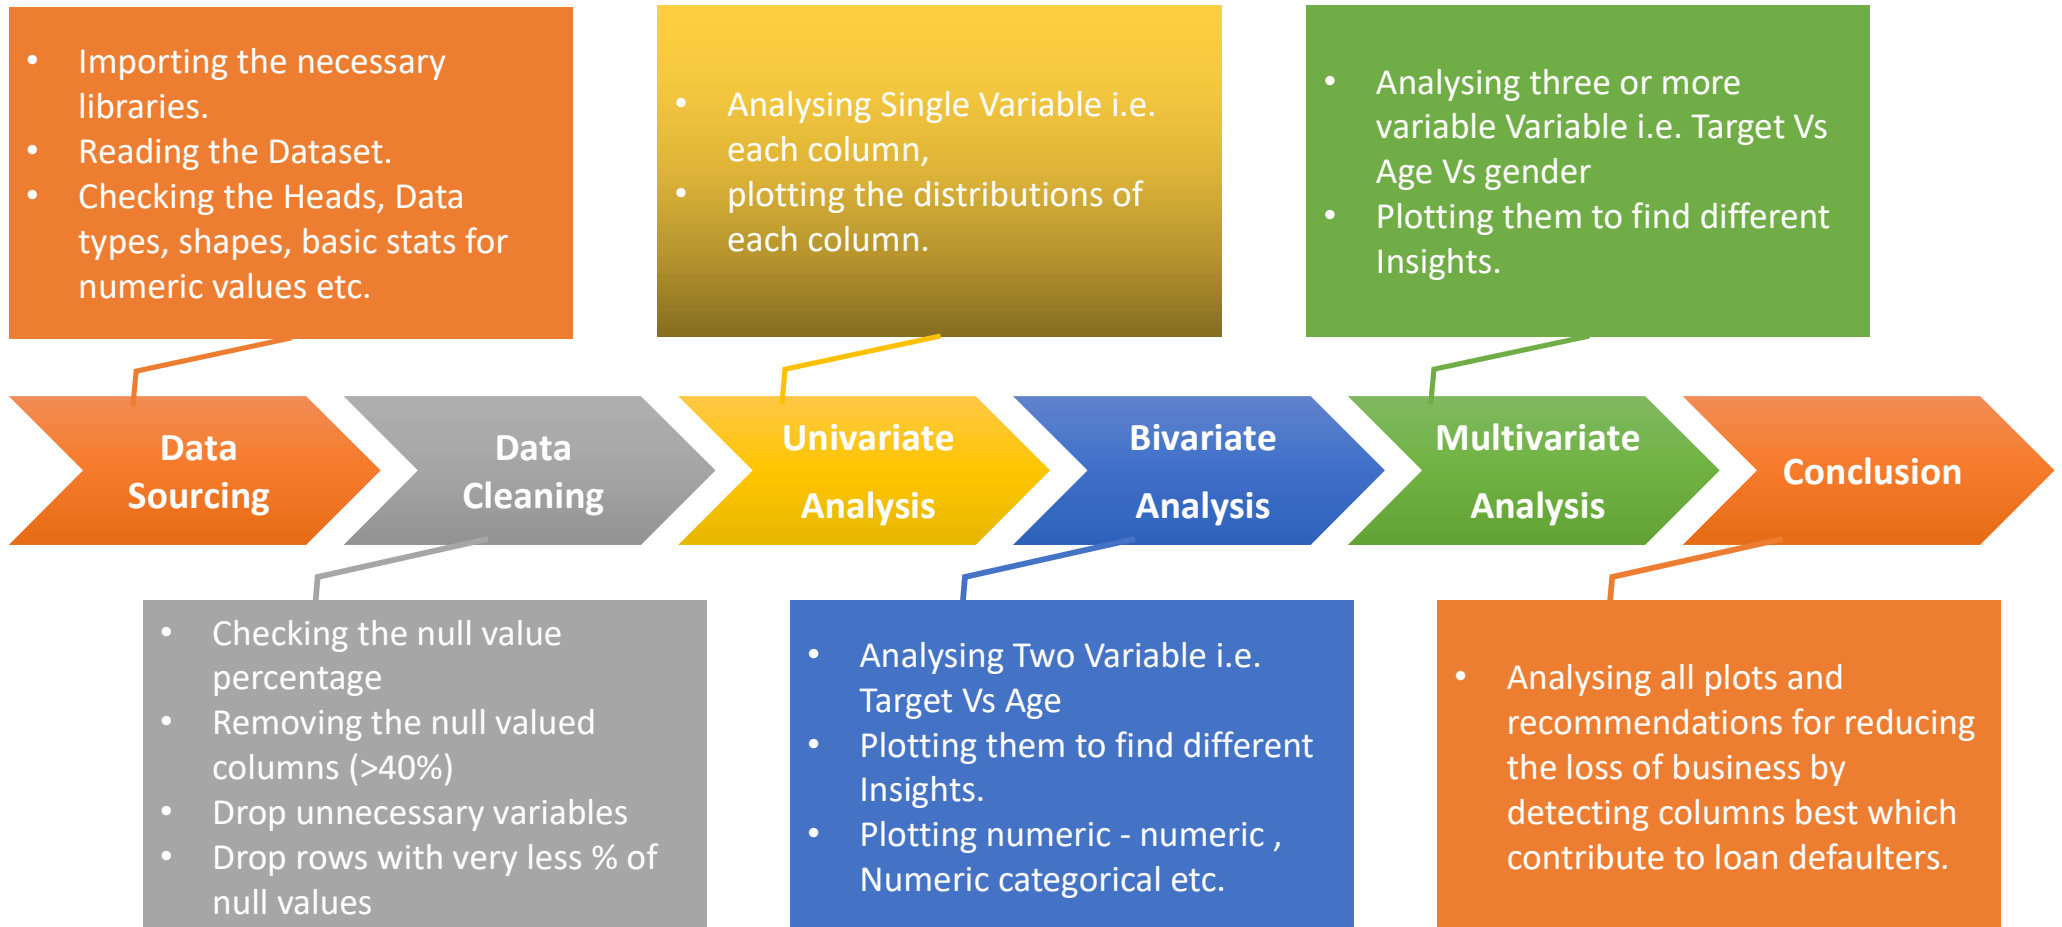 • Importing the necessary
libraries.
• Reading the Dataset.
• Checking the Heads, Data
types, shapes, basic stats for
numeric values etc.
• Analysing Single Variable i.e.
each column,
• plotting the distributions of
each column.
• Analysing three or more
variable Variable i.e. Target Vs
Age Vs gender
• Plotting them to find different
Insights.
Data
Sourcing
Data
Cleaning
Univariate
Analysis
Bivariate
Analysis
Multivariate
Analysis
Conclusion
• Checking the null value
percentage
• Removing the null valued
columns (>40%)
• Drop unnecessary variables
• Drop rows with very less % of
null values
• Analysing Two Variable i.e.
Target Vs Age
• Plotting them to find different
Insights.
• Plotting numeric - numeric ,
Numeric categorical etc.
• Analysing all plots and
recommendations for reducing
the loss of business by
detecting columns best which
contribute to loan defaulters.